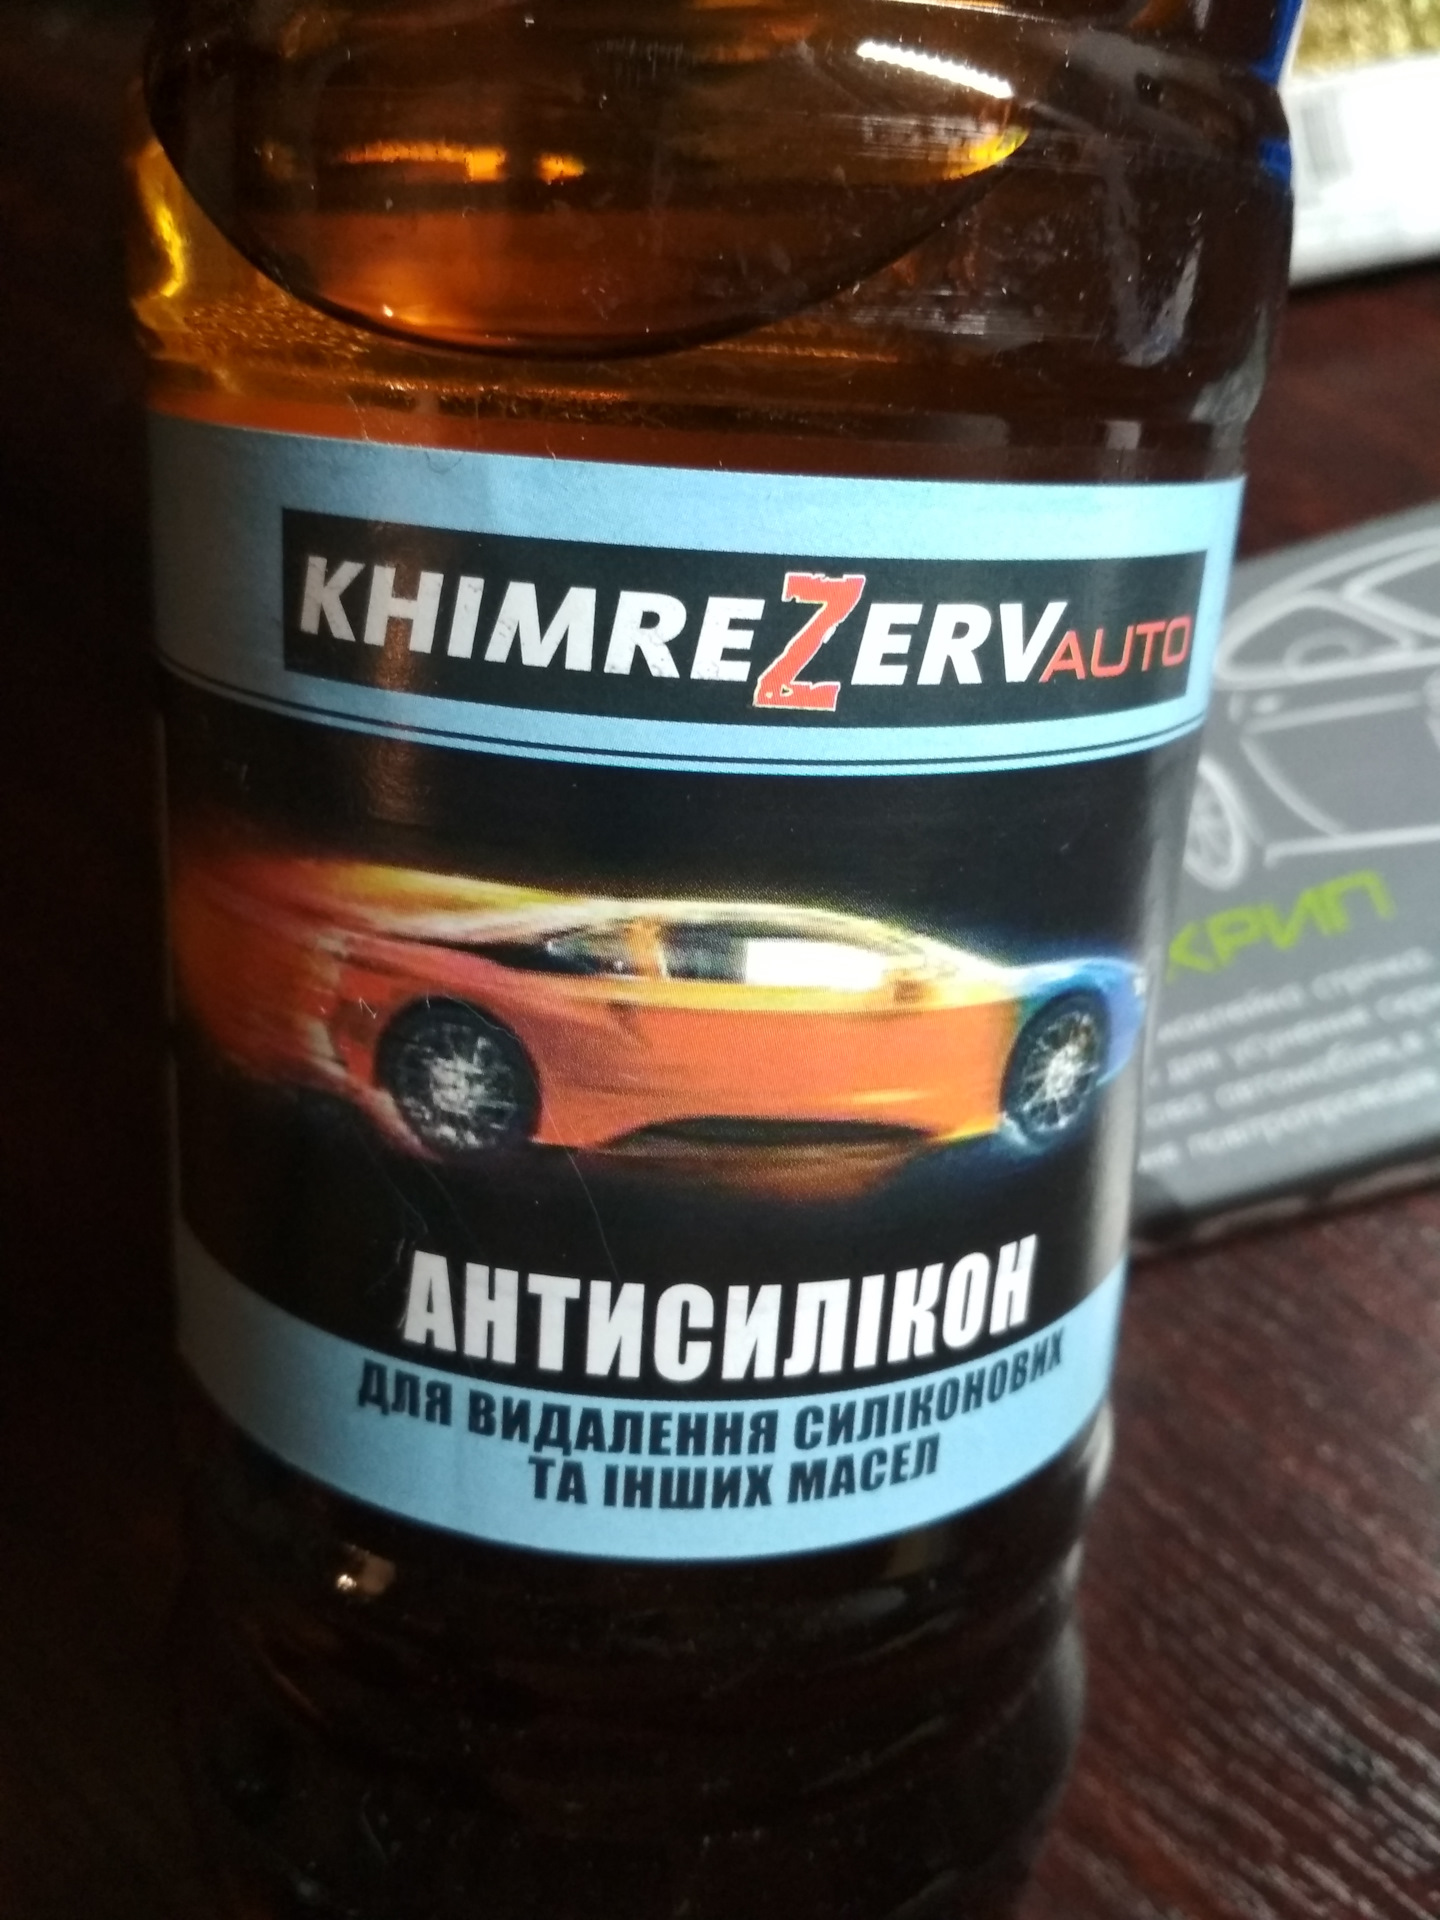 KHIMREZERVAUTO
АНТИСИЛІКОН
ДЛЯ ВИДАЛЕННЯ СИЛІКОНОВИХ
ТА ІНШИХ МАСЕЛ
КРИП